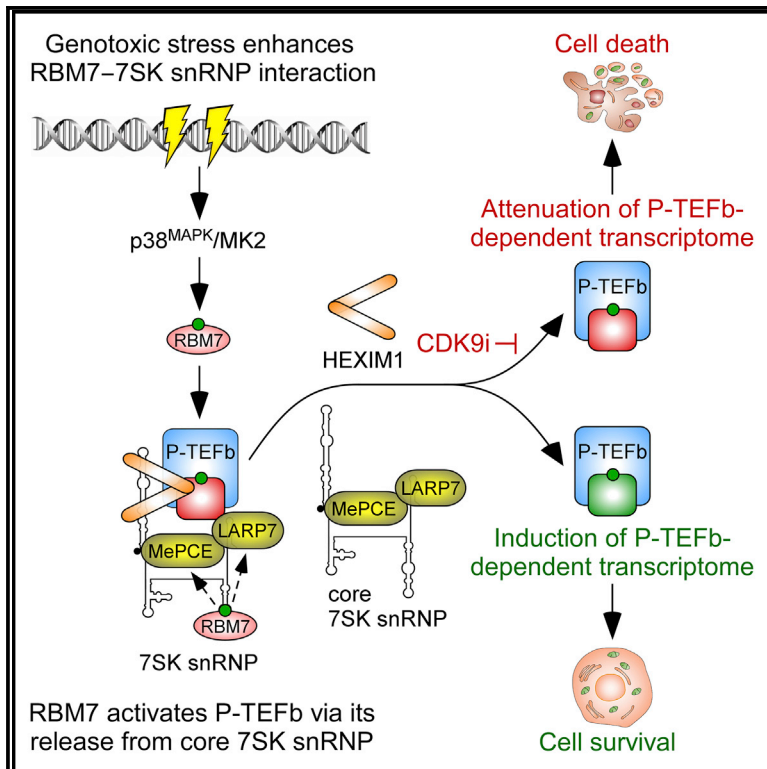 Genotoxic stress enhances
RBM7–7SK snRNP interaction
p38MAPK/MK2
RBM7
P-TEFb
LARP7
MePCE
RBM7
7SK snRNP
RBM7 activates P-TEFb via its
release from core 7SK snRNP
HEXIM1
CDK9i
LARP7
MePCE
core
7SK snRNP
Cell death
Attenuation of P-TEFb-
dependent transcriptome
P-TEFb
P-TEFb
Induction of P-TEFb-
dependent transcriptome
Cell survival